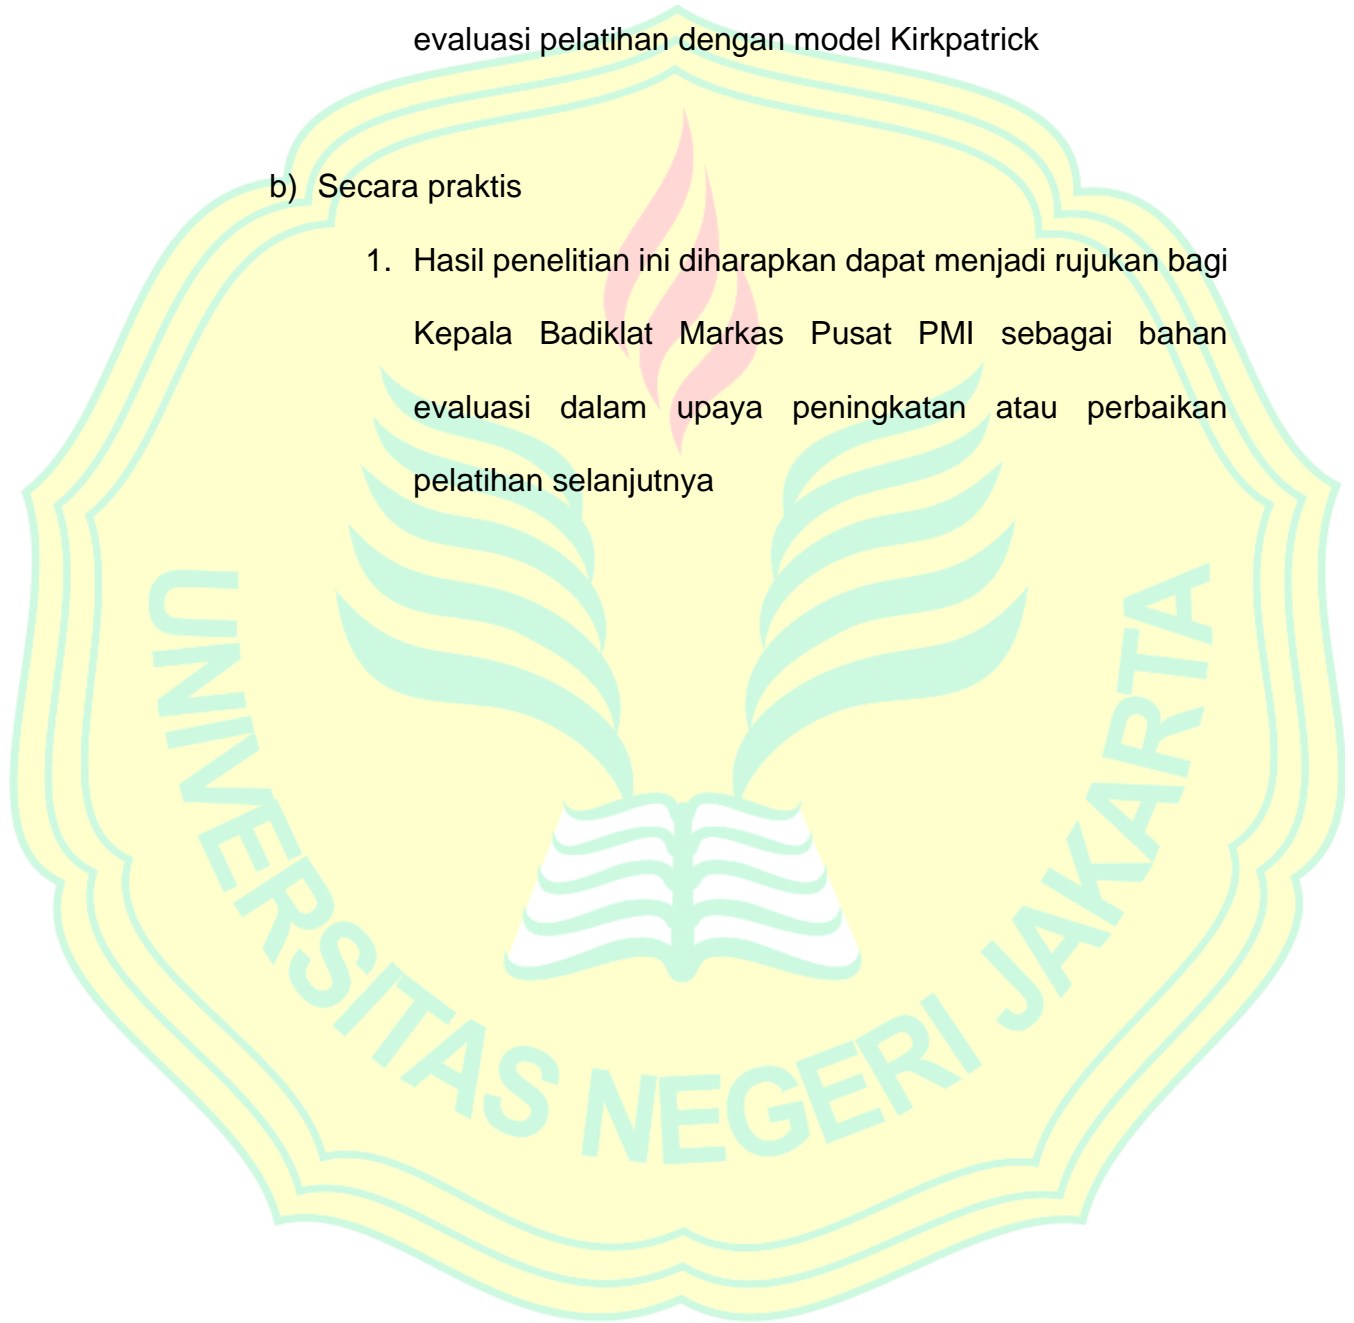 evaluasi pelatihan dengan model Kirkpatrick
b) Secara praktis
1. Hasil penelitian ini diharapkan dapat menjadi rujukan bagi
Kepala Badiklat Markas Pusat PMI sebagai bahan
evaluasi dalam upaya peningkatan atau perbaikan
pelatihan selanjutnya
UNIVERSITAS NEGERI JAKARTA